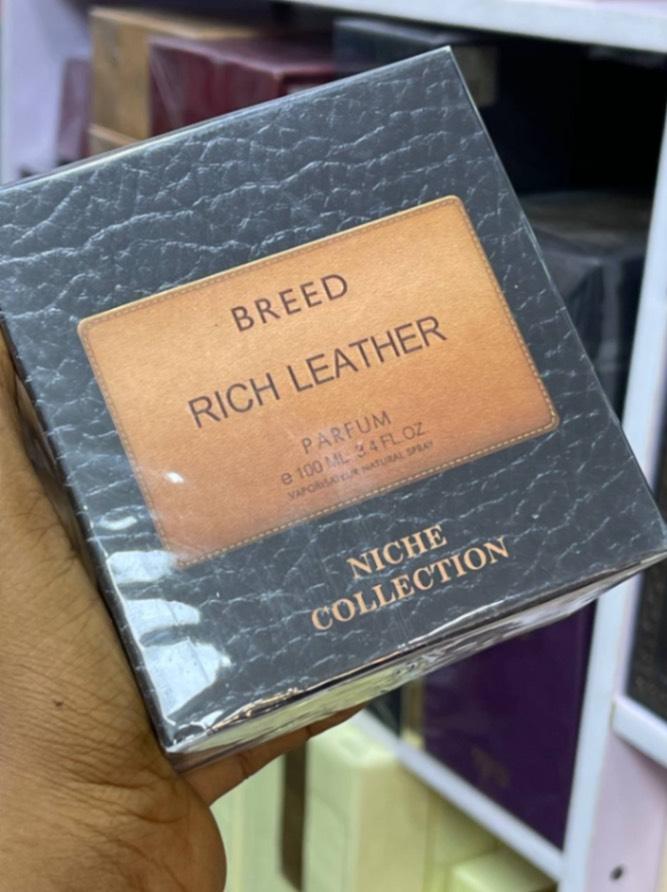 BREED
RICH LEATHER
PARFUM
e 100 ML 3.4 FL.OZ
VAPORISATEUR NATURAL SPRAY
NICHE
COLLECTION